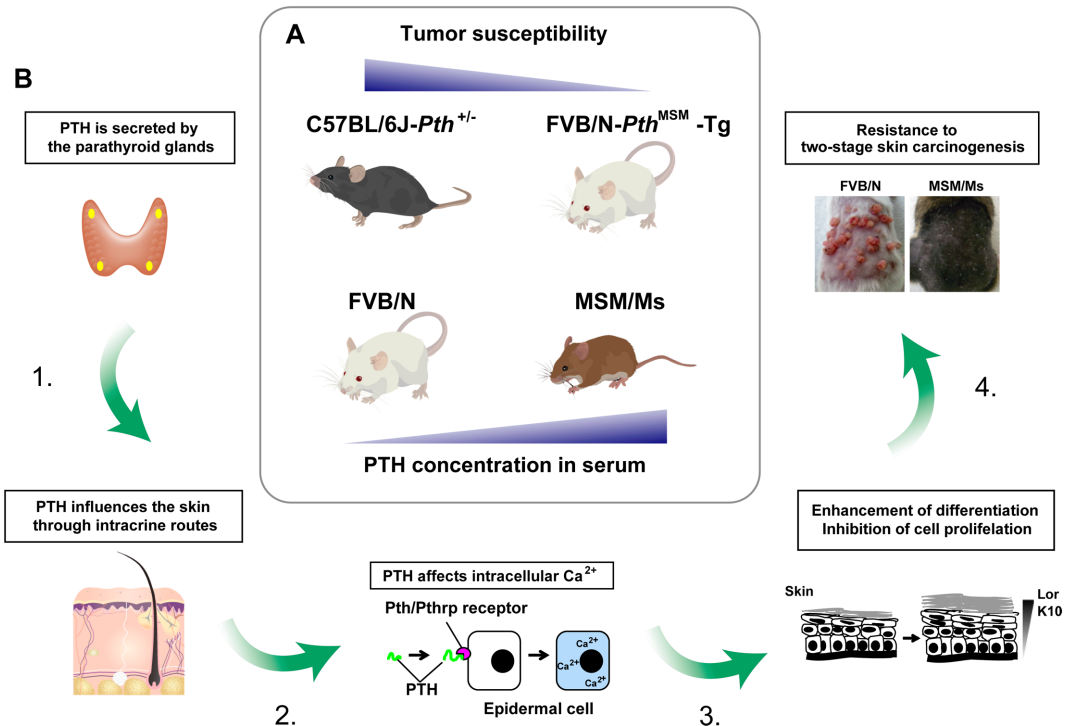 A
Tumor susceptibility
C57BL/6J-Pth+/-
FVB/N-PthMSM -Tg
FVB/N
MSM/Ms
PTH concentration in serum
B
PTH is secreted by
the parathyroid glands
1.
PTH influences the skin
through intracrine routes
2.
PTH affects intracellular Ca2+
Pth/Pthrp receptor
PTH
Ca2+
Ca2+
Ca2+
Epidermal cell
3.
Enhancement of differentiation
Inhibition of cell prolifelation
Skin
Lor
K10
4.
Resistance to
two-stage skin carcinogenesis
FVB/N
MSM/Ms